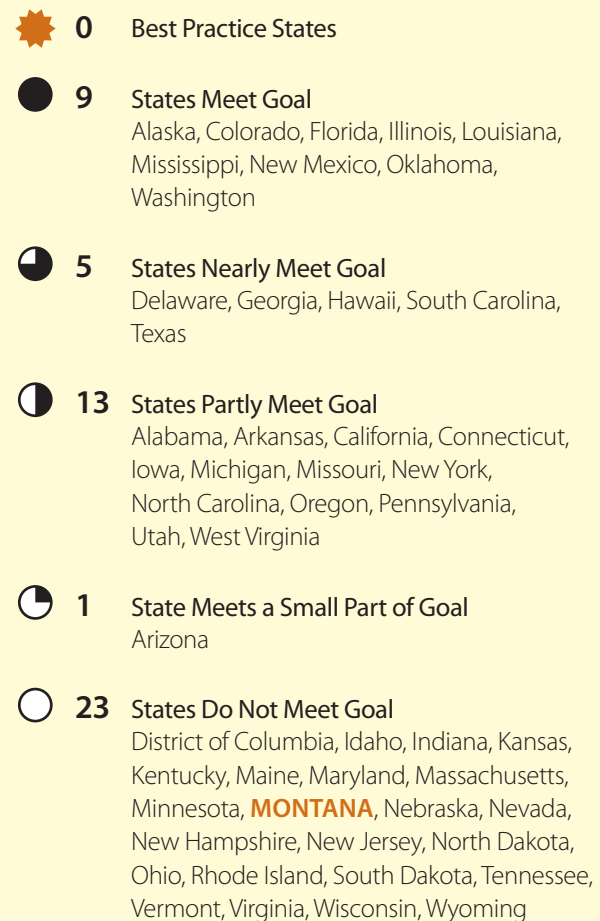 0 Best Practice States
9 States Meet Goal
Alaska, Colorado, Florida, Illinois, Louisiana,
Mississippi, New Mexico, Oklahoma,
Washington
5 States Nearly Meet Goal
Delaware, Georgia, Hawaii, South Carolina,
Texas
13 States Partly Meet Goal
Alabama, Arkansas, California, Connecticut,
Iowa, Michigan, Missouri, New York,
North Carolina, Oregon, Pennsylvania,
Utah, West Virginia
1 State Meets a Small Part of Goal
Arizona
23 States Do Not Meet Goal
District of Columbia, Idaho, Indiana, Kansas,
Kentucky, Maine, Maryland, Massachusetts,
Minnesota, MONTANA, Nebraska, Nevada,
New Hampshire, New Jersey, North Dakota,
Ohio, Rhode Island, South Dakota, Tennessee,
Vermont, Virginia, Wisconsin, Wyoming